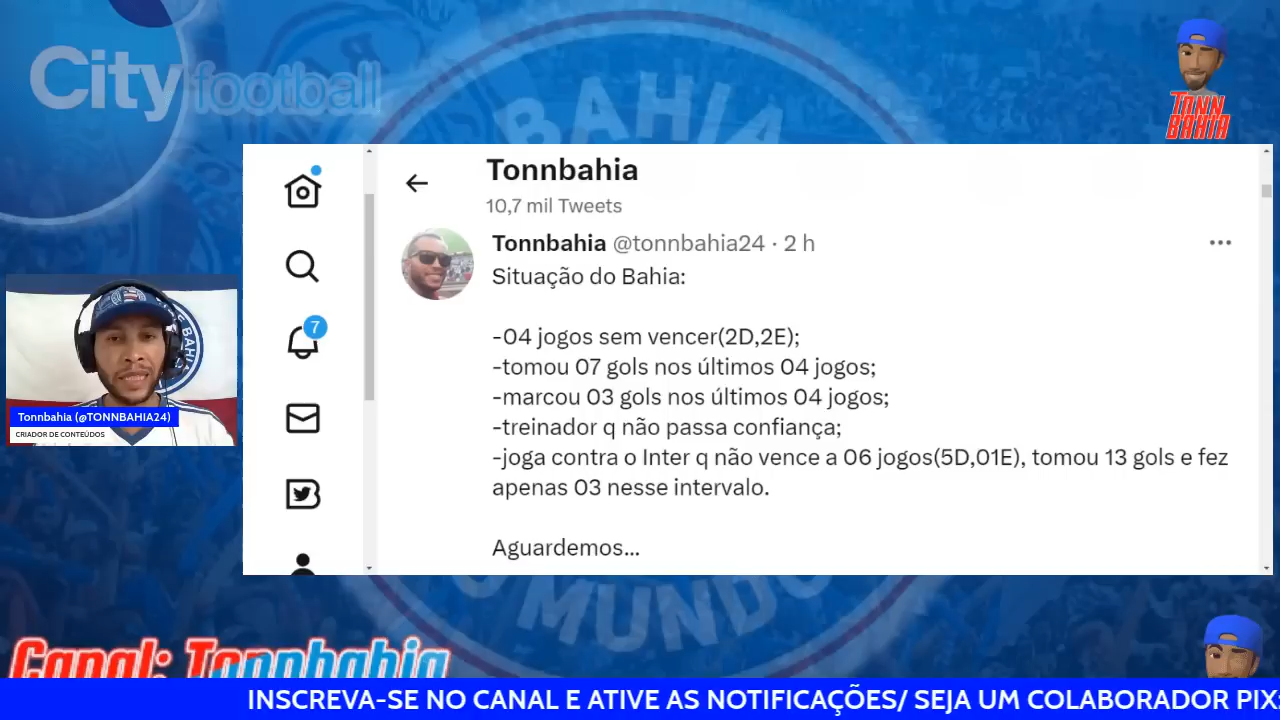 City football
BAHIA
TONN
BAHIA
Tonnbahia
10,7 mil Tweets
Tonnbahia @tonnbahia24 · 2 h
Situação do Bahia:
-04 jogos sem vencer(2D,2E);
-tomou 07 gols nos últimos 04 jogos;
-marcou 03 gols nos últimos 04 jogos;
-treinador q não passa confiança;
-joga contra o Inter q não vence a 06 jogos(5D,01E), tomou 13 gols e fez
apenas 03 nesse intervalo.
Aguardemos...
7
Tonnbahia (@TONNBAHIA24)
CRIADOR DE CONTEÚDOS
O MUNDO
Canal: Tonnbahia
INSCREVA-SE NO CANAL E ATIVE AS NOTIFICAÇÕES/ SEJA UM COLABORADOR PIX: